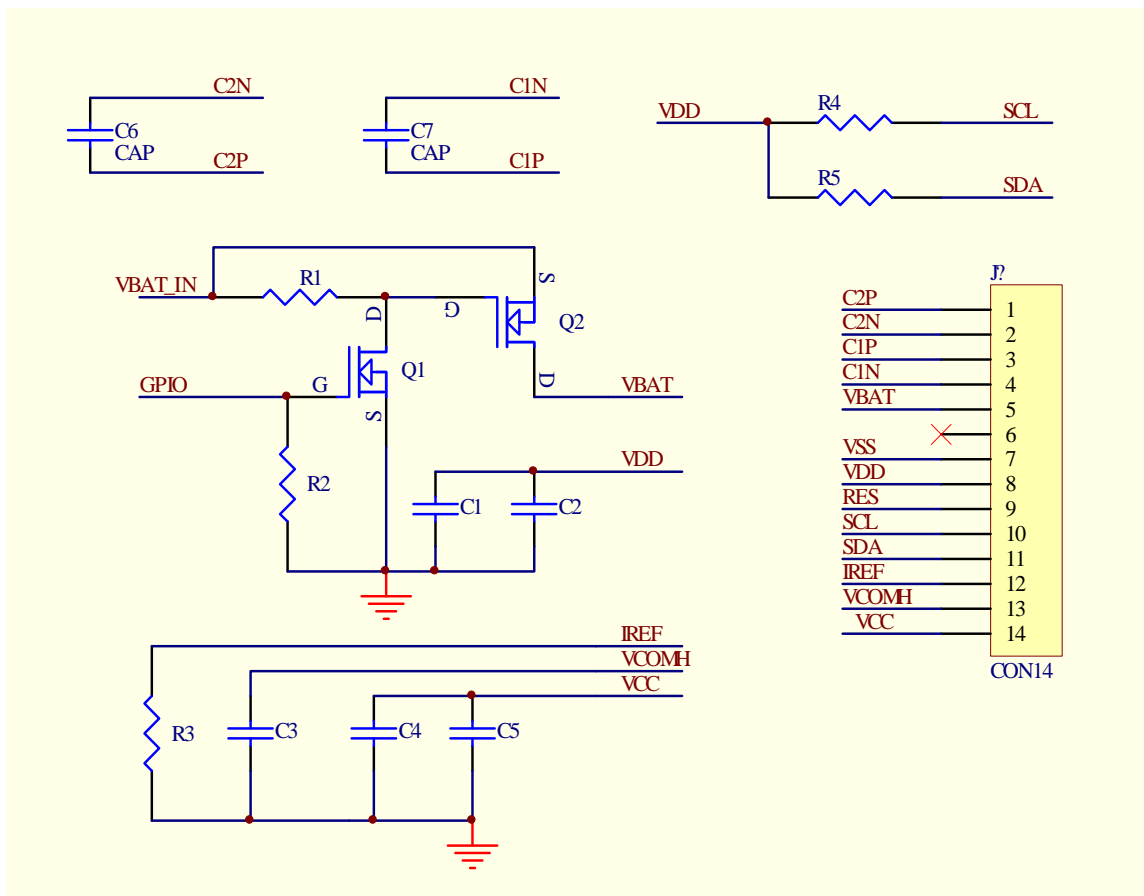 C2N
C6
CAP
C2P
C1N
C7
CAP
C1P
VDD
R4
SCL
R5
SDA
VBAT_IN
R1
D
G
S
Q2
D
VBAT
GPIO
G
Q1
S
R2
VDD
C1
C2
IREF
VCOMH
VCC
R3
C3
C4
C5
J?
C2P 1
C2N 2
C1P 3
C1N 4
VBAT 5
6
VSS 7
VDD 8
RES 9
SCL 10
SDA 11
IREF 12
VCOMH 13
VCC 14
CON14